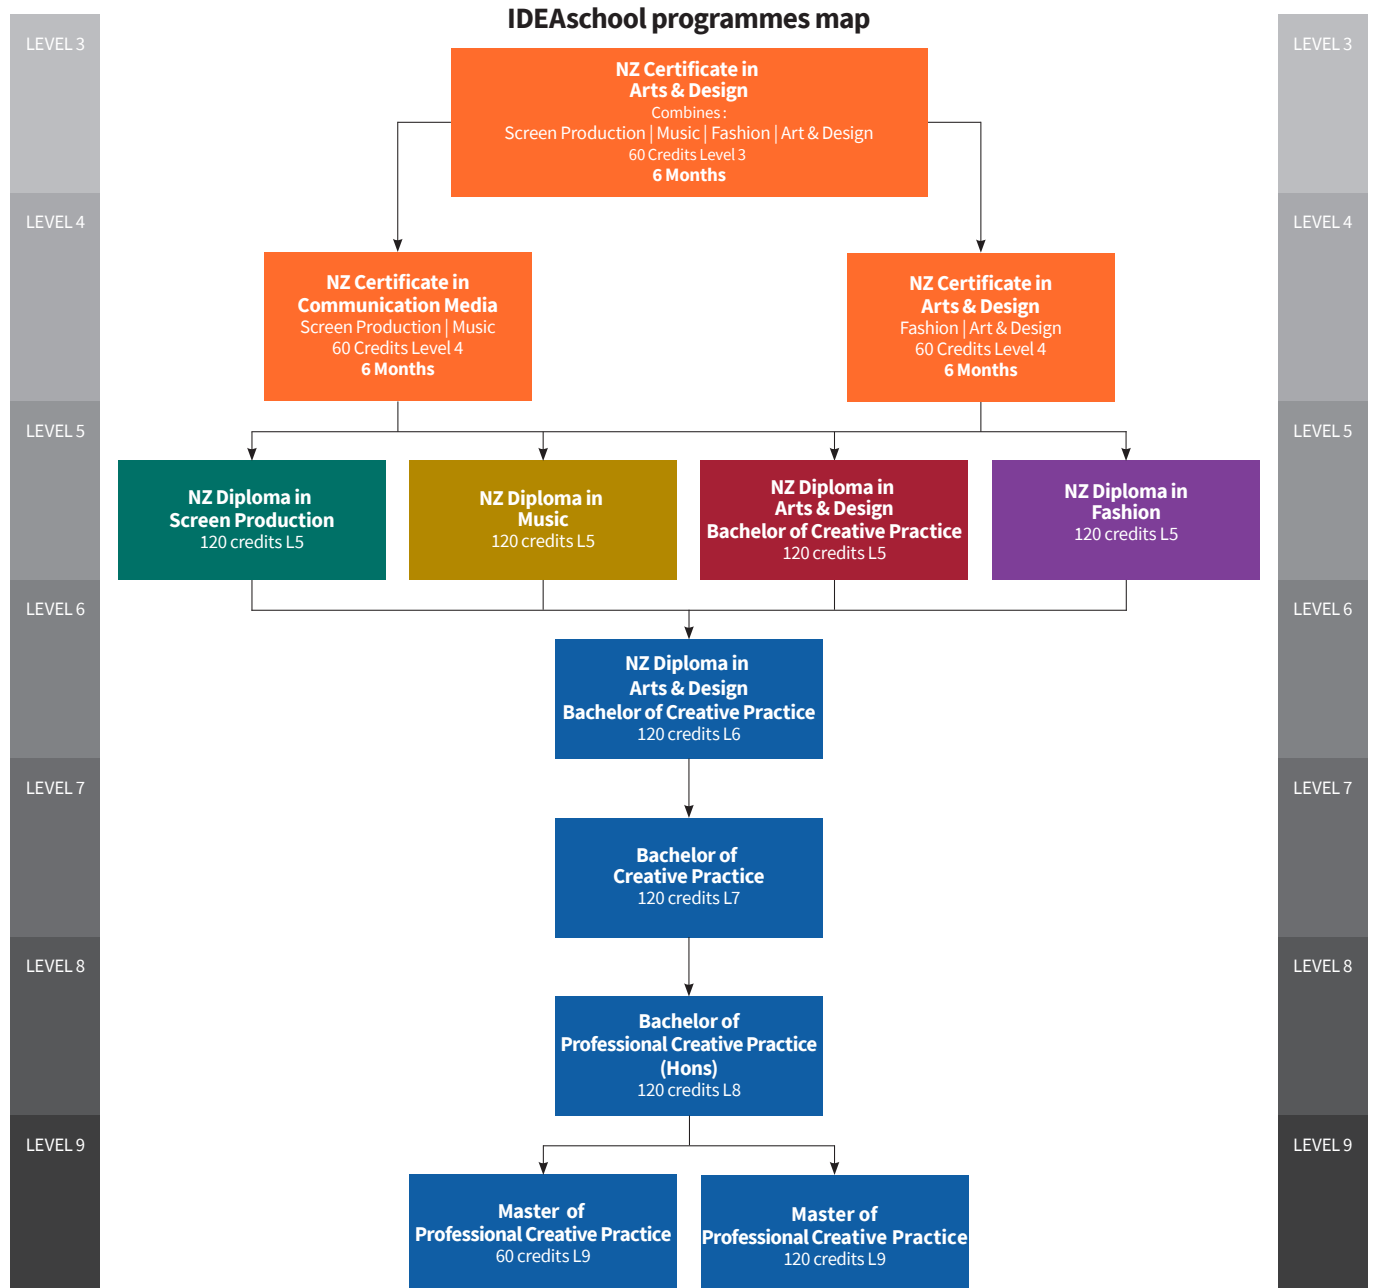 IDEAschool programmes map
LEVEL 3
LEVEL 3
NZ Certificate in
Arts & Design
Combines :
Screen Production | Music | Fashion | Art & Design
60 Credits Level 3
6 Months
LEVEL 4
LEVEL 4
NZ Certificate in
Communication Media
Screen Production | Music
60 Credits Level 4
6 Months
NZ Certificate in
Arts & Design
Fashion | Art & Design
60 Credits Level 4
6 Months
LEVEL 5
LEVEL 5
NZ Diploma in
Screen Production
120 credits L5
NZ Diploma in
Music
120 credits L5
NZ Diploma in
Arts & Design
Bachelor of Creative Practice
120 credits L5
NZ Diploma in
Fashion
120 credits L5
LEVEL 6
LEVEL 6
NZ Diploma in
Arts & Design
Bachelor of Creative Practice
120 credits L6
LEVEL 7
LEVEL 7
Bachelor of
Creative Practice
120 credits L7
LEVEL 8
LEVEL 8
Bachelor of
Professional Creative Practice
(Hons)
120 credits L8
LEVEL 9
LEVEL 9
Master of
Professional Creative Practice
60 credits L9
Master of
Professional Creative Practice
120 credits L9